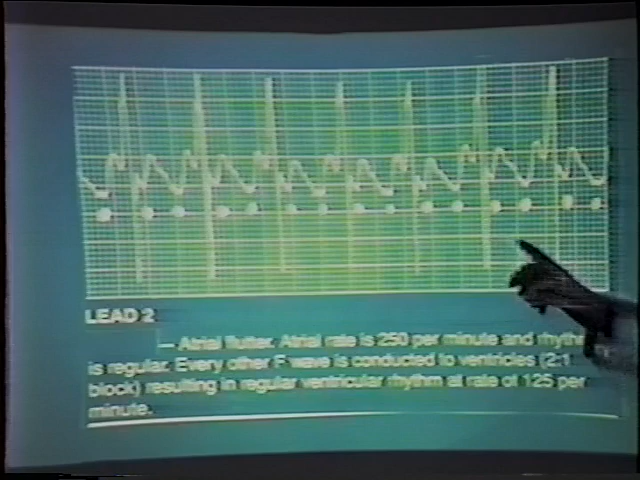 LEAD 2
— Atrial flutter. Atrial rate is 250 per minute and rhythm
is regular. Every other F wave is conducted to ventricles (2:1
block) resulting in regular ventricular rhythm at rate of 125 per
minute.